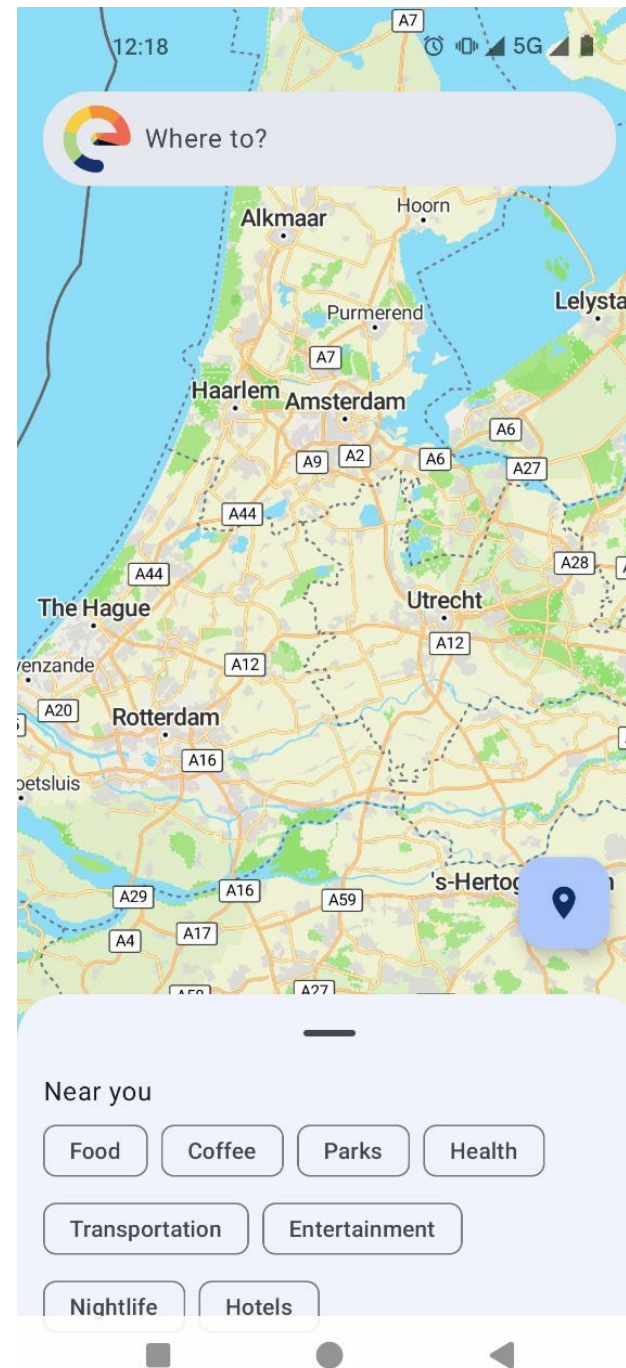 A7
12:18
5G
Where to?
Alkmaar
Hoorn
Lelysta
Purmerend
A7
Haarlem
Amsterdam
A6
A9
A2
A6
A27
A44
A28
A44
The Hague
Utrecht
A12
enzande
A12
A20
Rotterdam
A16
oetsluis
's-Hertog
A29
A16
A59
A4
A17
A27
Near you
Food
Coffee
Parks
Health
Transportation
Entertainment
Nightlife
Hotels